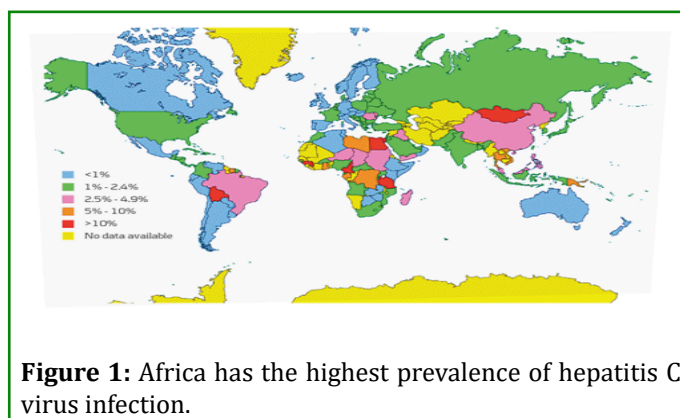 <1%
1% - 2.4%
2.5% - 4.9%
5% - 10%
>10%
No data available
Figure 1: Africa has the highest prevalence of hepatitis C
virus infection.